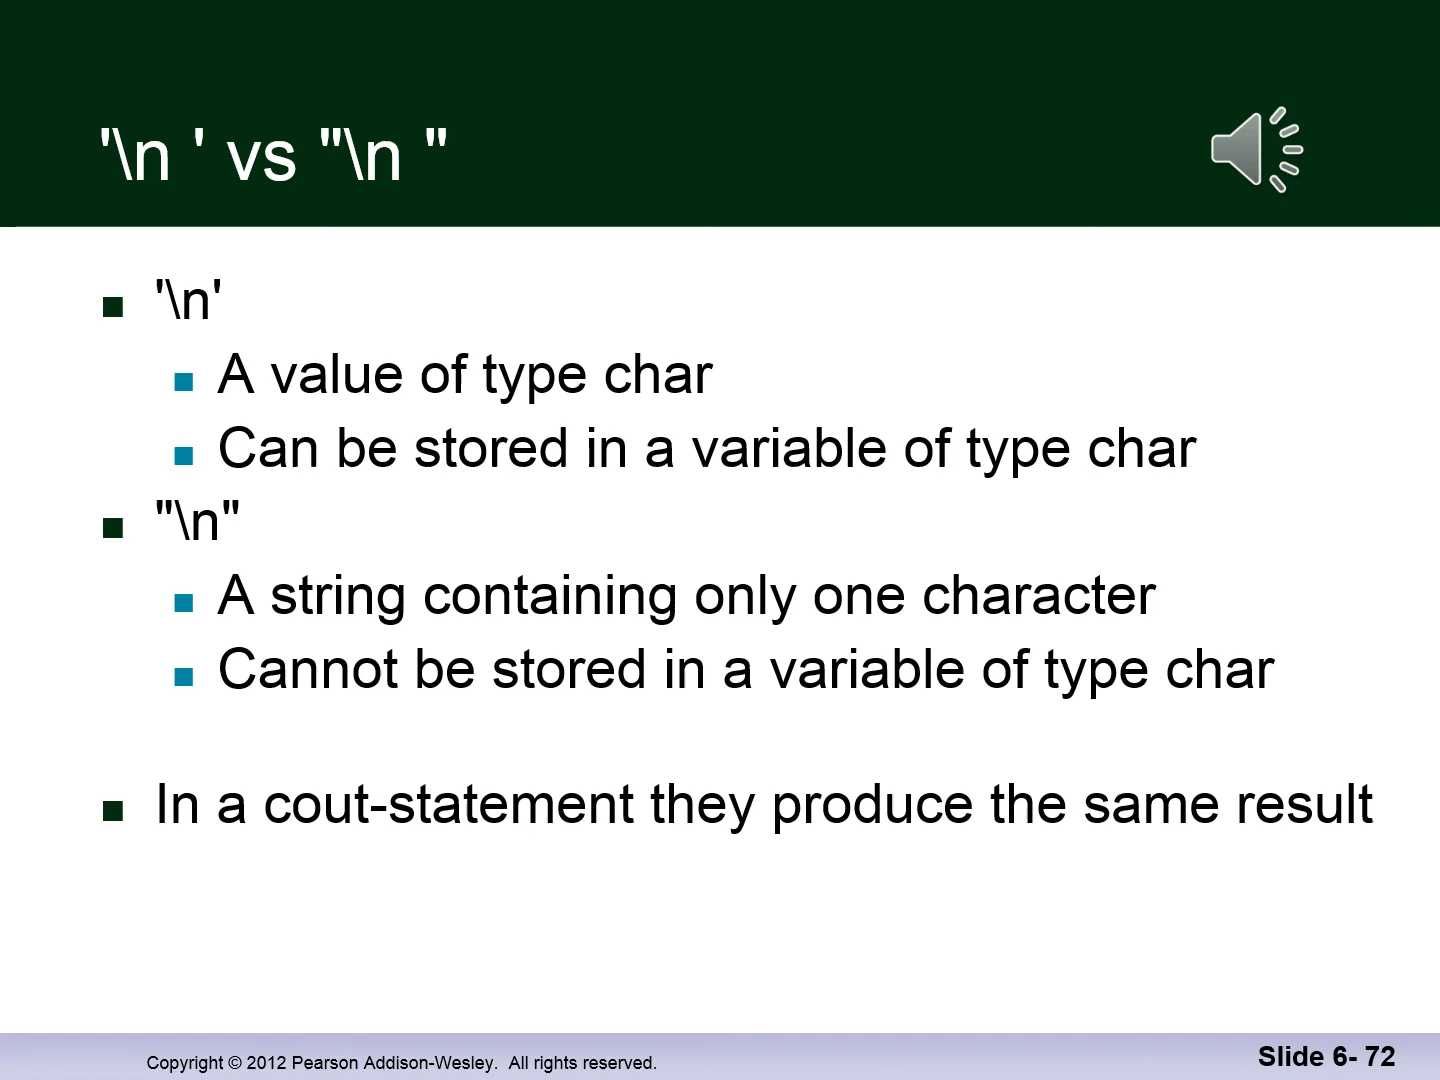 '\n ' vs "\n "
'\n'
A value of type char
Can be stored in a variable of type char
"\n"
A string containing only one character
Cannot be stored in a variable of type char
In a cout-statement they produce the same result
Copyright © 2012 Pearson Addison-Wesley.  All rights reserved.
Slide 6- 72